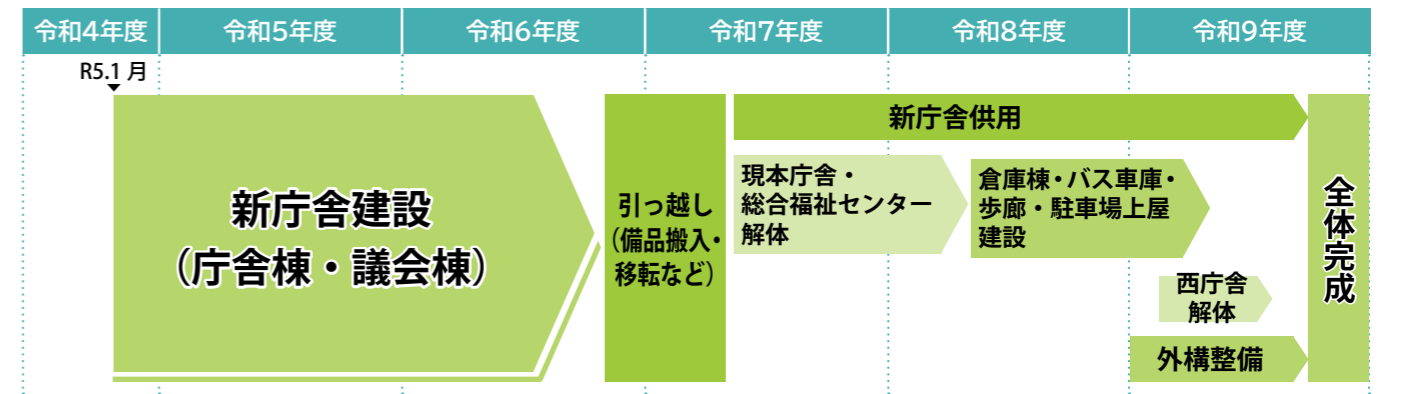 令和4年度
令和5年度
令和6年度
令和7年度
令和8年度
令和9年度
R5.1 月
新庁舎建設
（庁舎棟・議会棟）
引っ越し
（備品搬入・
移転など）
新庁舎供用
現本庁舎・
総合福祉センター
解体
倉庫棟・バス車庫・
歩廊・駐車場上屋
建設
西庁舎
解体
外構整備
全体完成